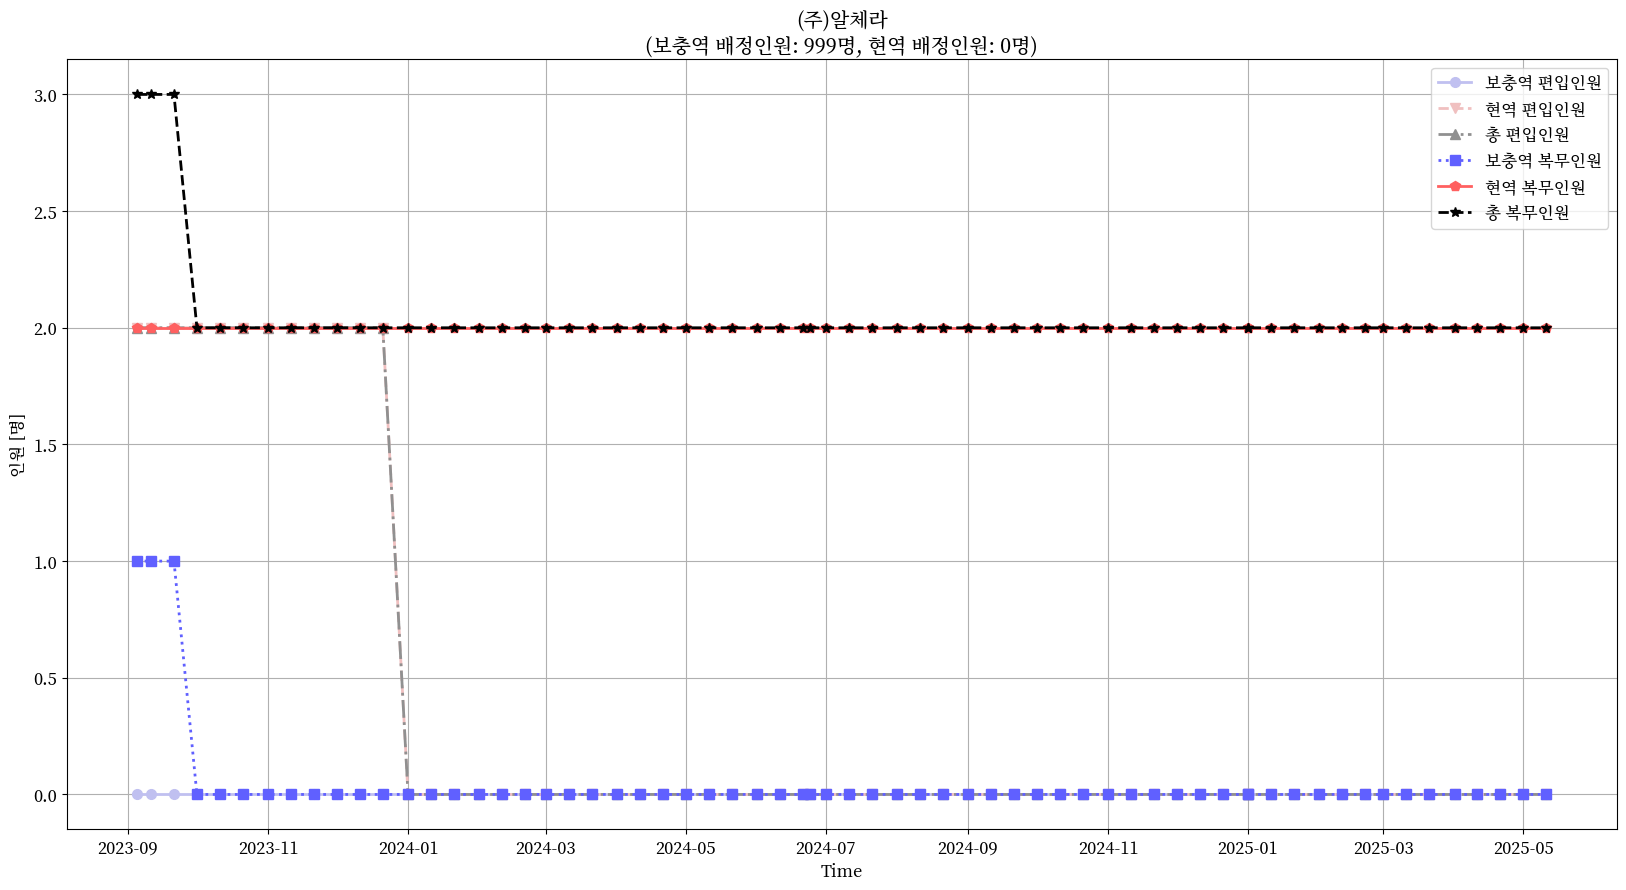 (주)알체라
(보충역 배정인원: 999명, 현역 배정인원: 0명)
보충역 편입인원
현역 편입인원
총 편입인원
보충역 복무인원
현역 복무인원
총 복무인원
인원 [명]
3.0
2.5
2.0
1.5
1.0
0.5
0.0
2023-09 2023-11 2024-01 2024-03 2024-05 2024-07 2024-09 2024-11 2025-01 2025-03 2025-05
Time